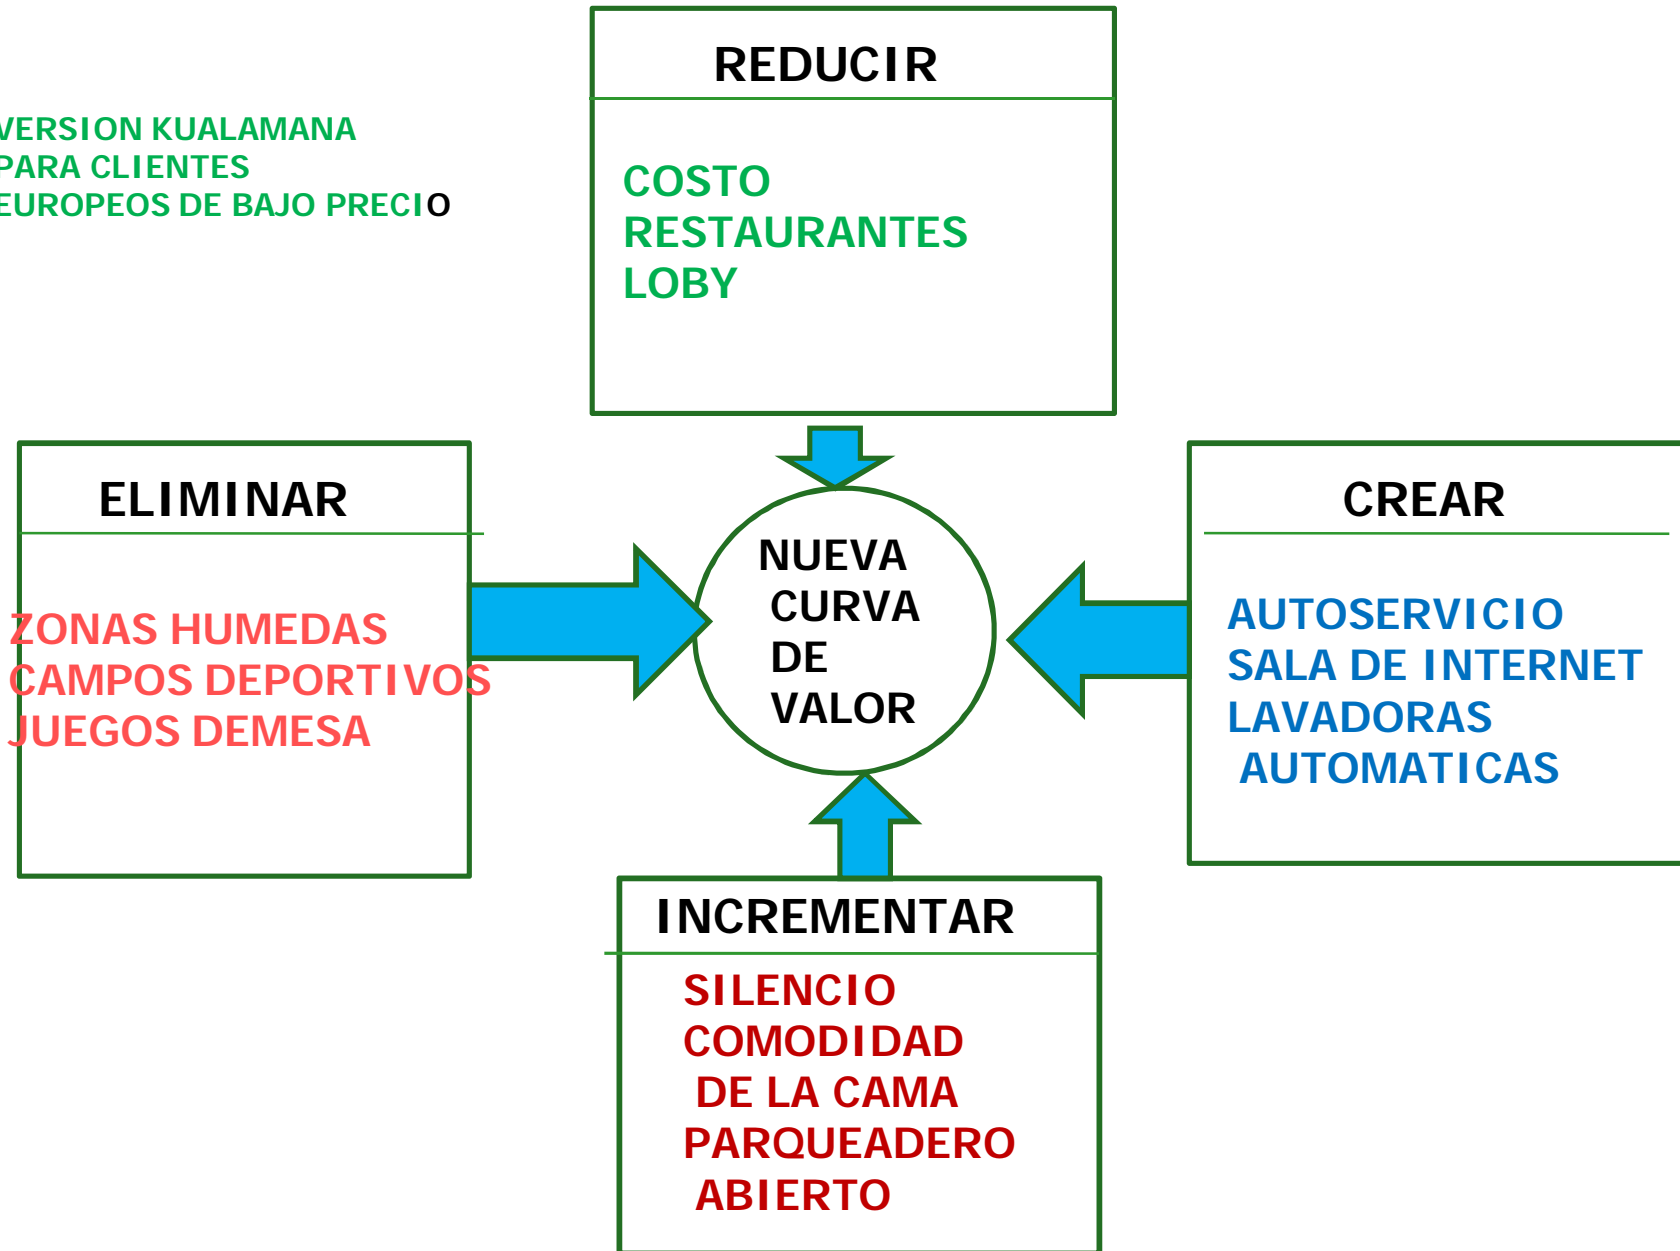 REDUCIR
VERSION KUALAMANA
PARA CLIENTES
EUROPEOS DE BAJO PRECIO
COSTO
RESTAURANTES
LOBY
ELIMINAR
ZONAS HUMEDAS
CAMPOS DEPORTIVOS
JUEGOS DEMESA
NUEVA
CURVA
DE
VALOR
CREAR
AUTOSERVICIO
SALA DE INTERNET
LAVADORAS
AUTOMATICAS
INCREMENTAR
SILENCIO
COMODIDAD
DE LA CAMA
PARQUEADERO
ABIERTO